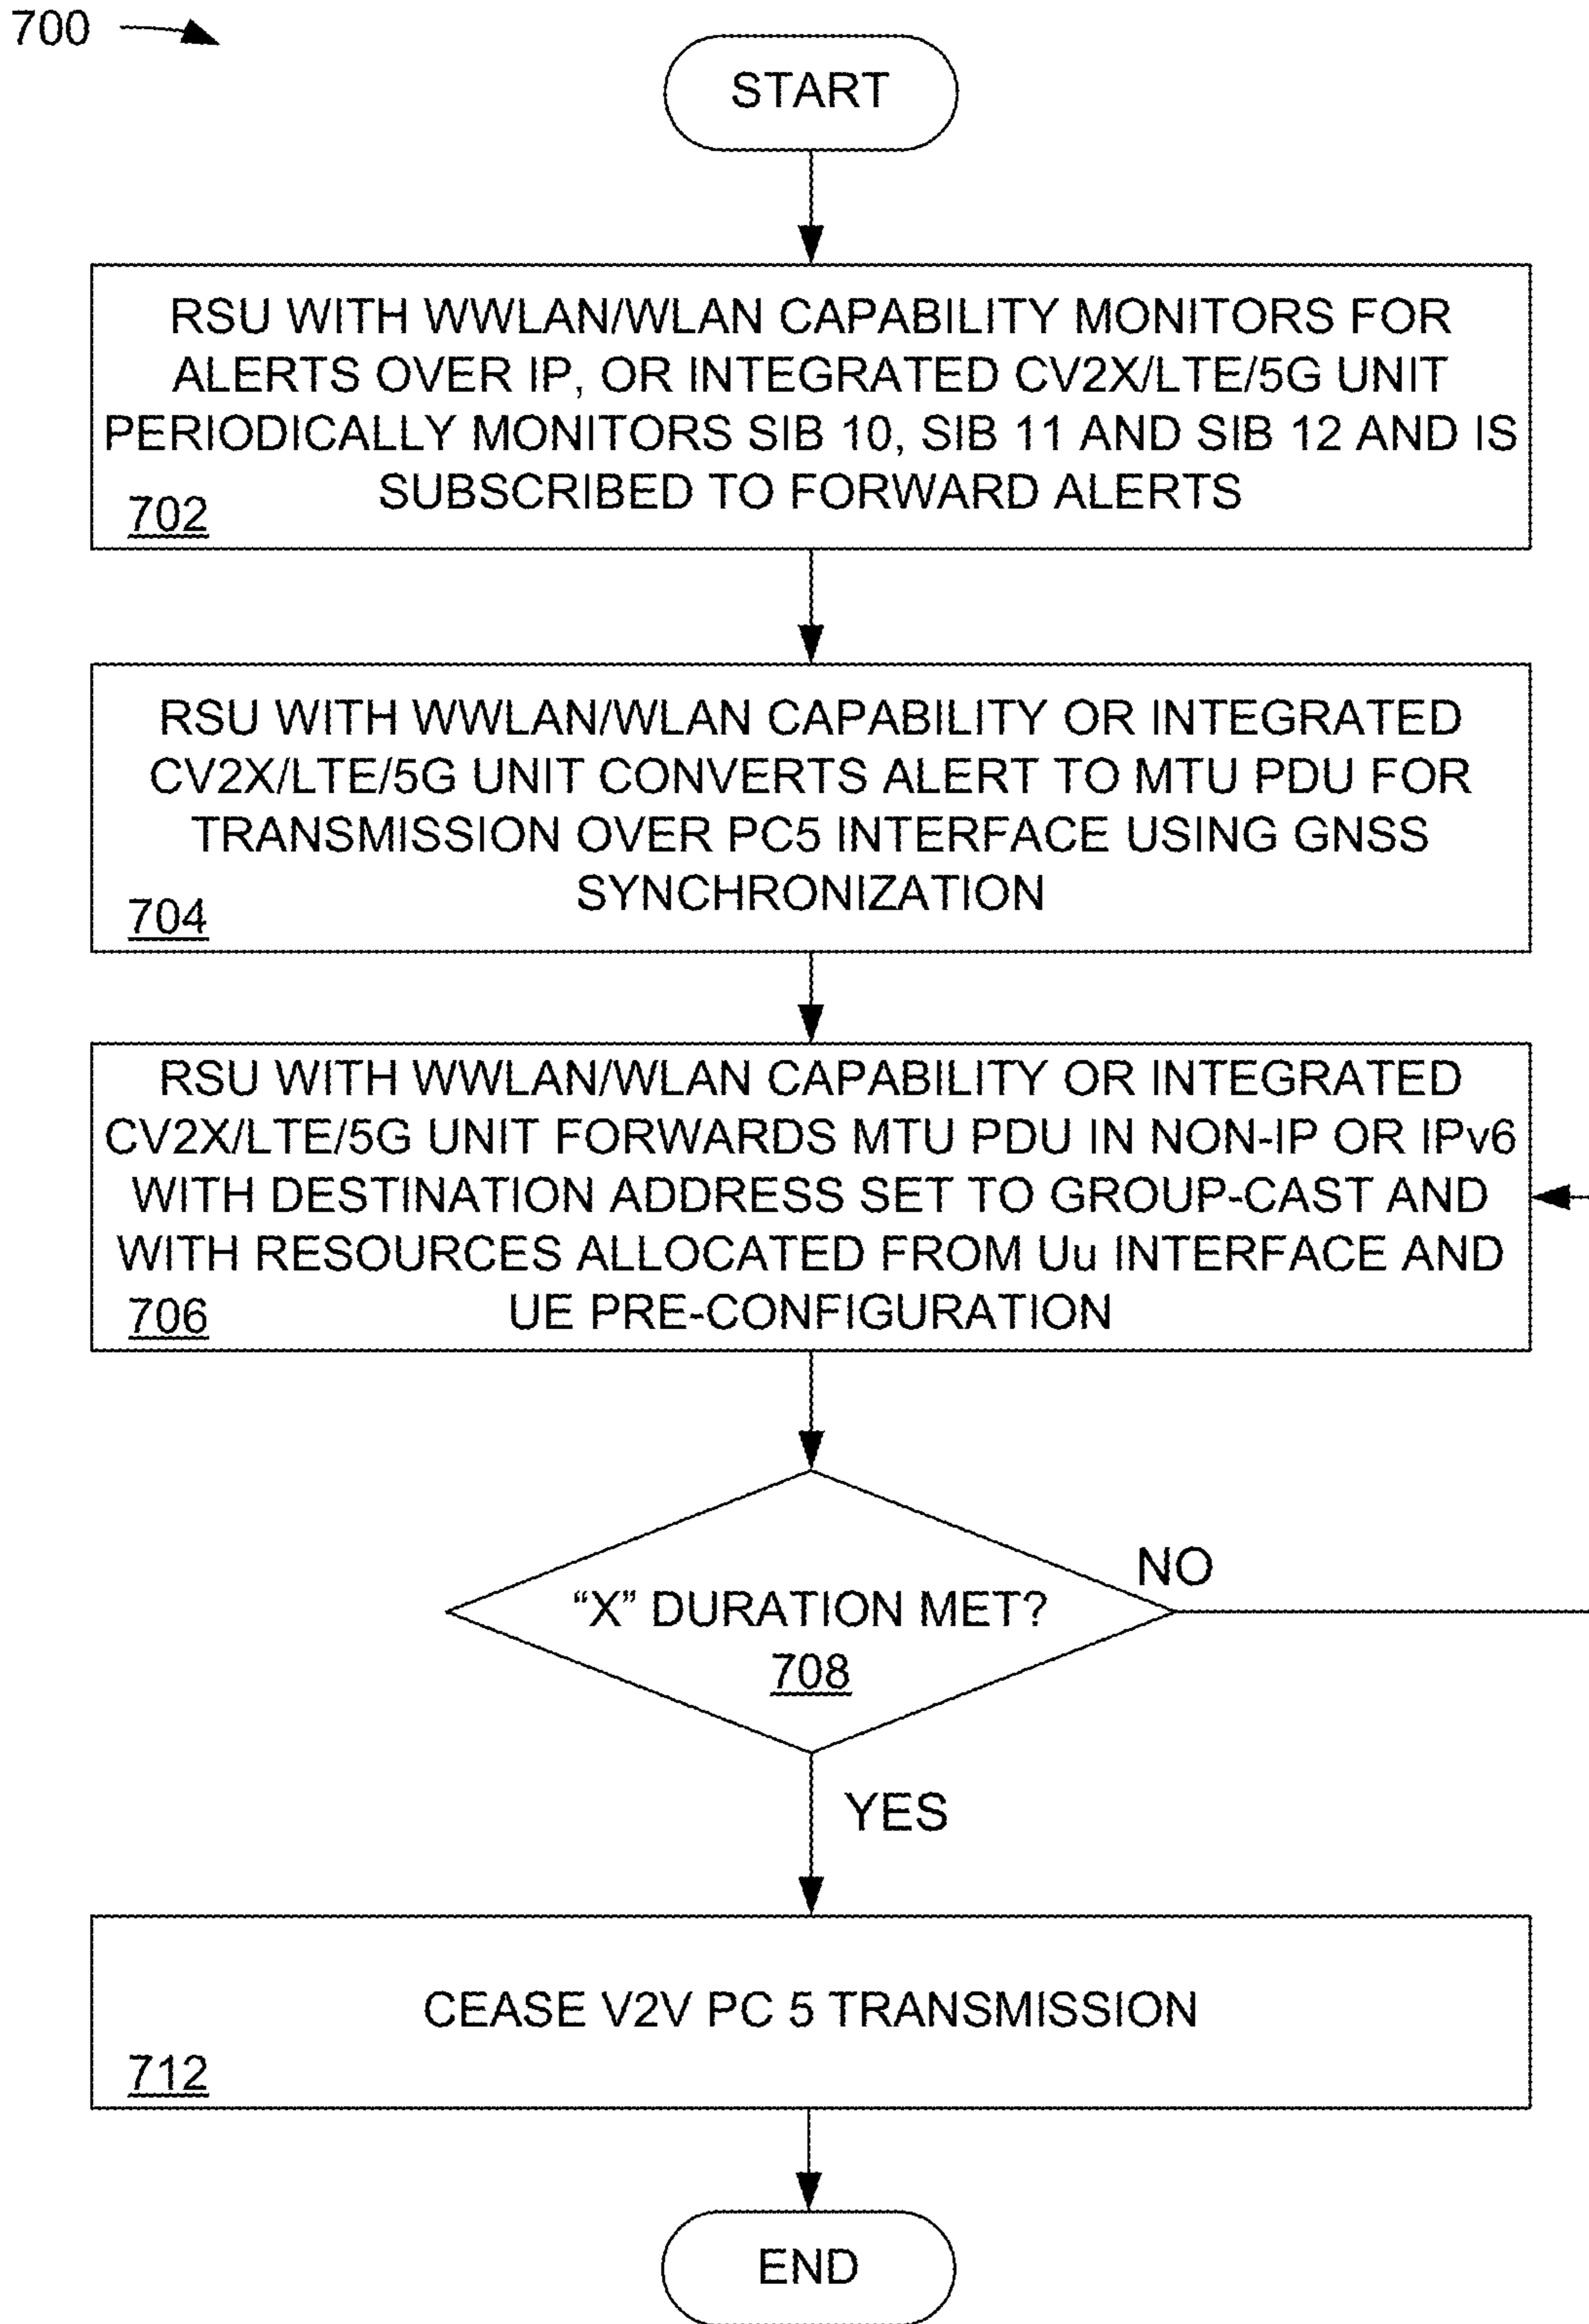 700
START
RSU WITH WWLAN/WLAN CAPABILITY MONITORS FOR
ALERTS OVER IP, OR INTEGRATED CV2X/LTE/5G UNIT
PERIODICALLY MONITORS SIB 10, SIB 11 AND SIB 12 AND IS
SUBSCRIBED TO FORWARD ALERTS
702
RSU WITH WWLAN/WLAN CAPABILITY OR INTEGRATED
CV2X/LTE/5G UNIT CONVERTS ALERT TO MTU PDU FOR
TRANSMISSION OVER PC5 INTERFACE USING GNSS
SYNCHRONIZATION
704
RSU WITH WWLAN/WLAN CAPABILITY OR INTEGRATED
CV2X/LTE/5G UNIT FORWARDS MTU PDU IN NON-IP OR IPv6
WITH DESTINATION ADDRESS SET TO GROUP-CAST AND
WITH RESOURCES ALLOCATED FROM Uu INTERFACE AND
UE PRE-CONFIGURATION
706
NO
“X” DURATION MET?
708
YES
CEASE V2V PC 5 TRANSMISSION
712
END